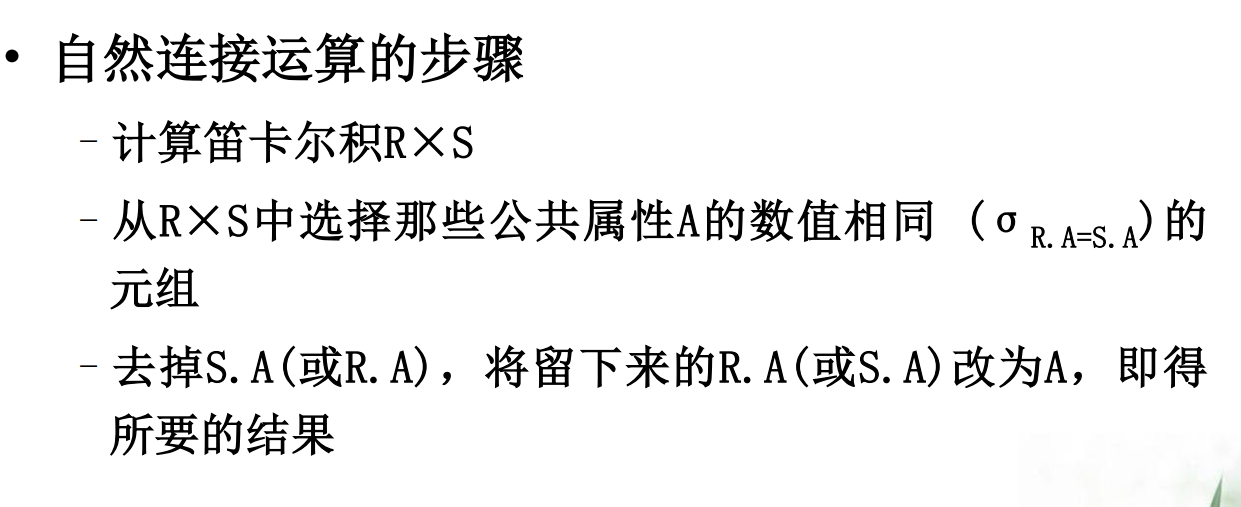 • 自然连接运算的步骤
– 计算笛卡尔积R×S
– 从R×S中选择那些公共属性A的数值相同 (σR.A=S.A)的
元组
– 去掉S.A(或R.A)，将留下来的R.A(或S.A)改为A，即得
所要的结果